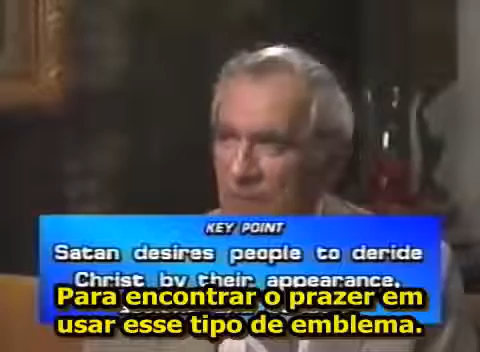 KEY POINT
Satan desires people to deride
Christ by their appearance,
Para encontrar o prazer em
usar esse tipo de emblema.